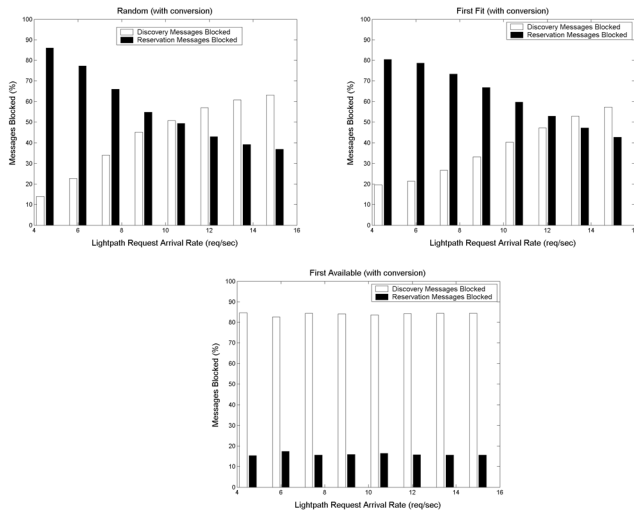 Random (with conversion)
Discovery Messages Blocked
Reservation Messages Blocked
100
90
80
70
60
50
40
30
20
10
0
Messages Blocked (%)
4 6 8 10 12 14 16
Lightpath Request Arrival Rate (req/sec)
First Fit (with conversion)
Discovery Messages Blocked
Reservation Messages Blocked
100
90
80
70
60
50
40
30
20
10
0
Messages Blocked (%)
4 6 8 10 12 14
Lightpath Request Arrival Rate (req/sec)
First Available (with conversion)
Discovery Messages Blocked
Reservation Messages Blocked
100
90
80
70
60
50
40
30
20
10
0
Messages Blocked (%)
4 6 8 10 12 14 16
Lightpath Request Arrival Rate (req/sec)